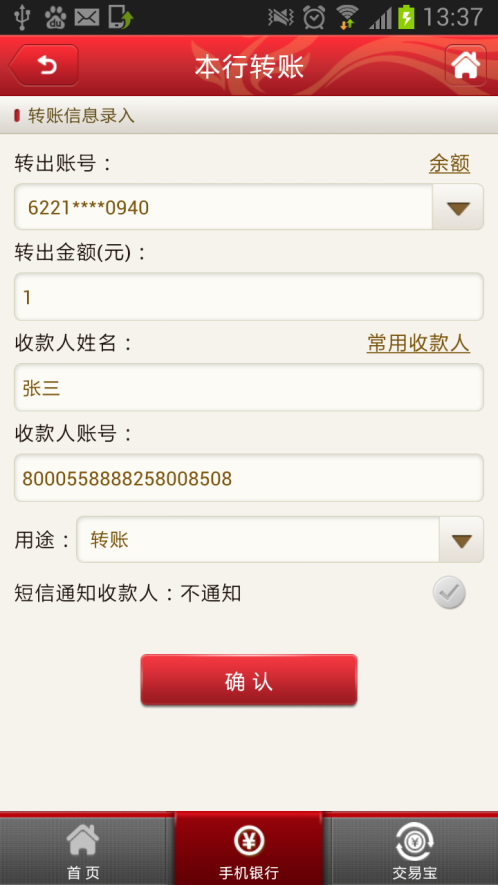 13:37
本行转账
转账信息录入
转出账号： 余额
6221****0940
转出金额(元)：
1
收款人姓名： 常用收款人
张三
收款人账号：
8000558888258008508
用途： 转账
短信通知收款人：不通知
确认
首页 手机银行 交易宝